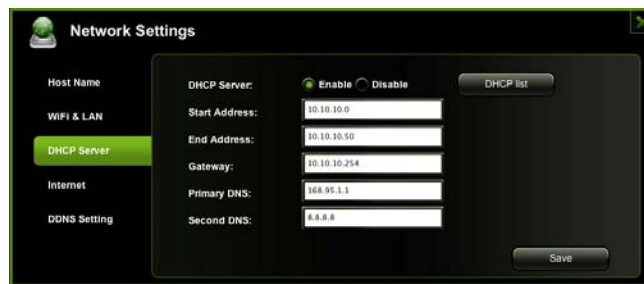 Network Settings
Host Name
WiFi & LAN
DHCP Server
Internet
DDNS Setting
DHCP Server: Enable Disable DHCP list
Start Address: 10.10.10.0
End Address: 10.10.10.50
Gateway: 10.10.10.254
Primary DNS: 168.95.1.1
Second DNS: 8.8.8.8
Save